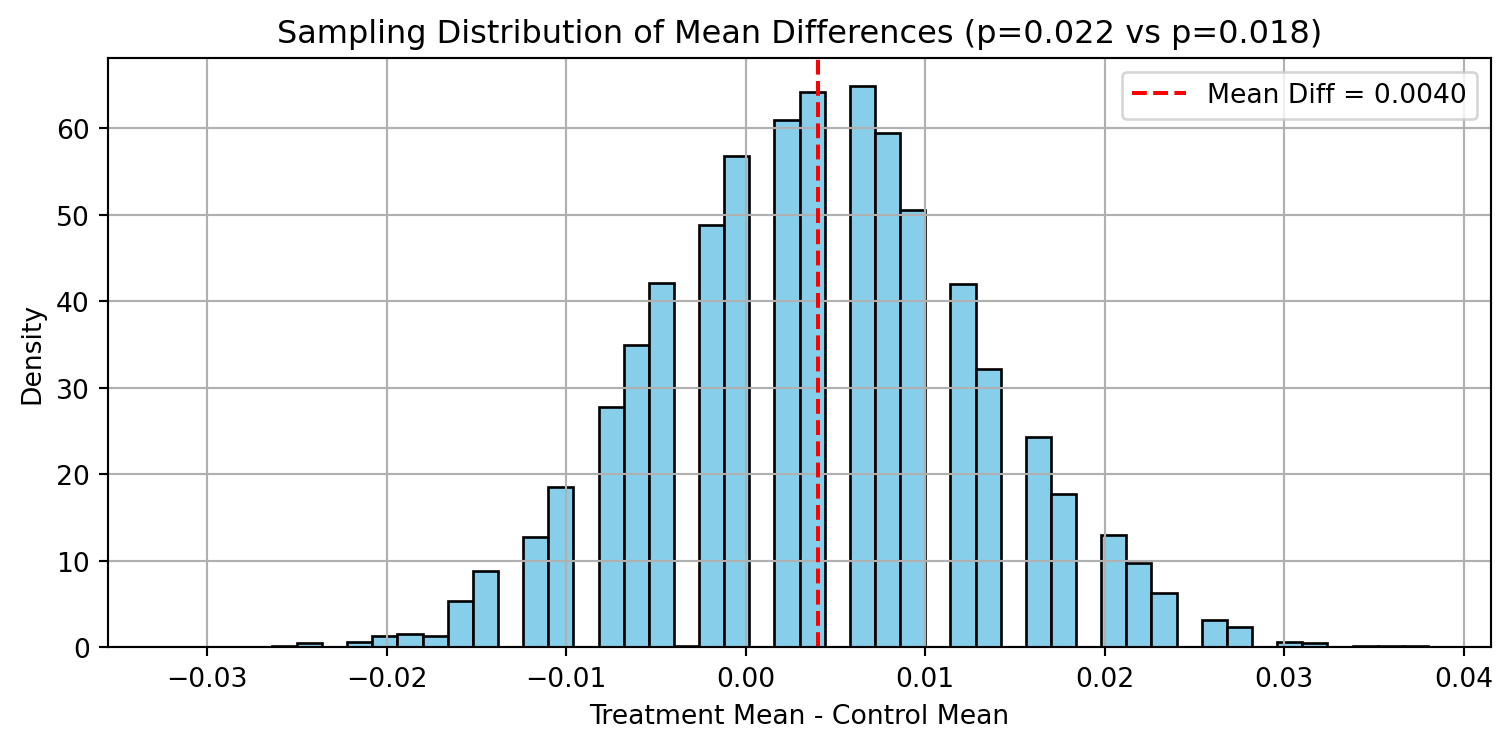 Sampling Distribution of Mean Differences (p=0.022 vs p=0.018)
Mean Diff = 0.0040
Density
60
50
40
30
20
10
0
−0.03 −0.02 −0.01 0.00 0.01 0.02 0.03 0.04
Treatment Mean - Control Mean